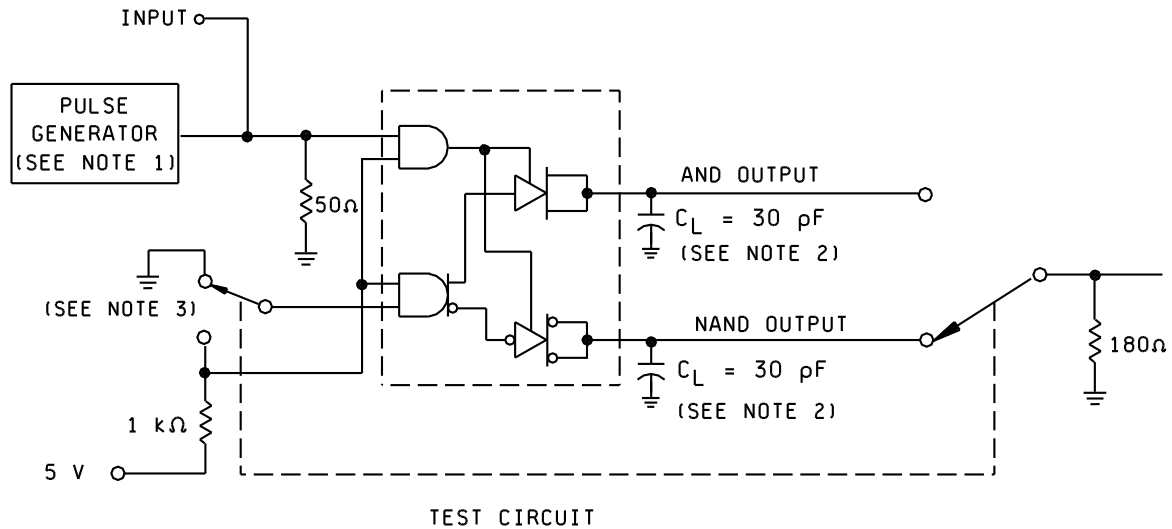 INPUT
PULSE
GENERATOR
(SEE NOTE 1)
50Ω
AND OUTPUT
C_L = 30 pF
(SEE NOTE 2)
(SEE NOTE 3)
NAND OUTPUT
C_L = 30 pF
(SEE NOTE 2)
180Ω
1 kΩ
5 V
TEST CIRCUIT